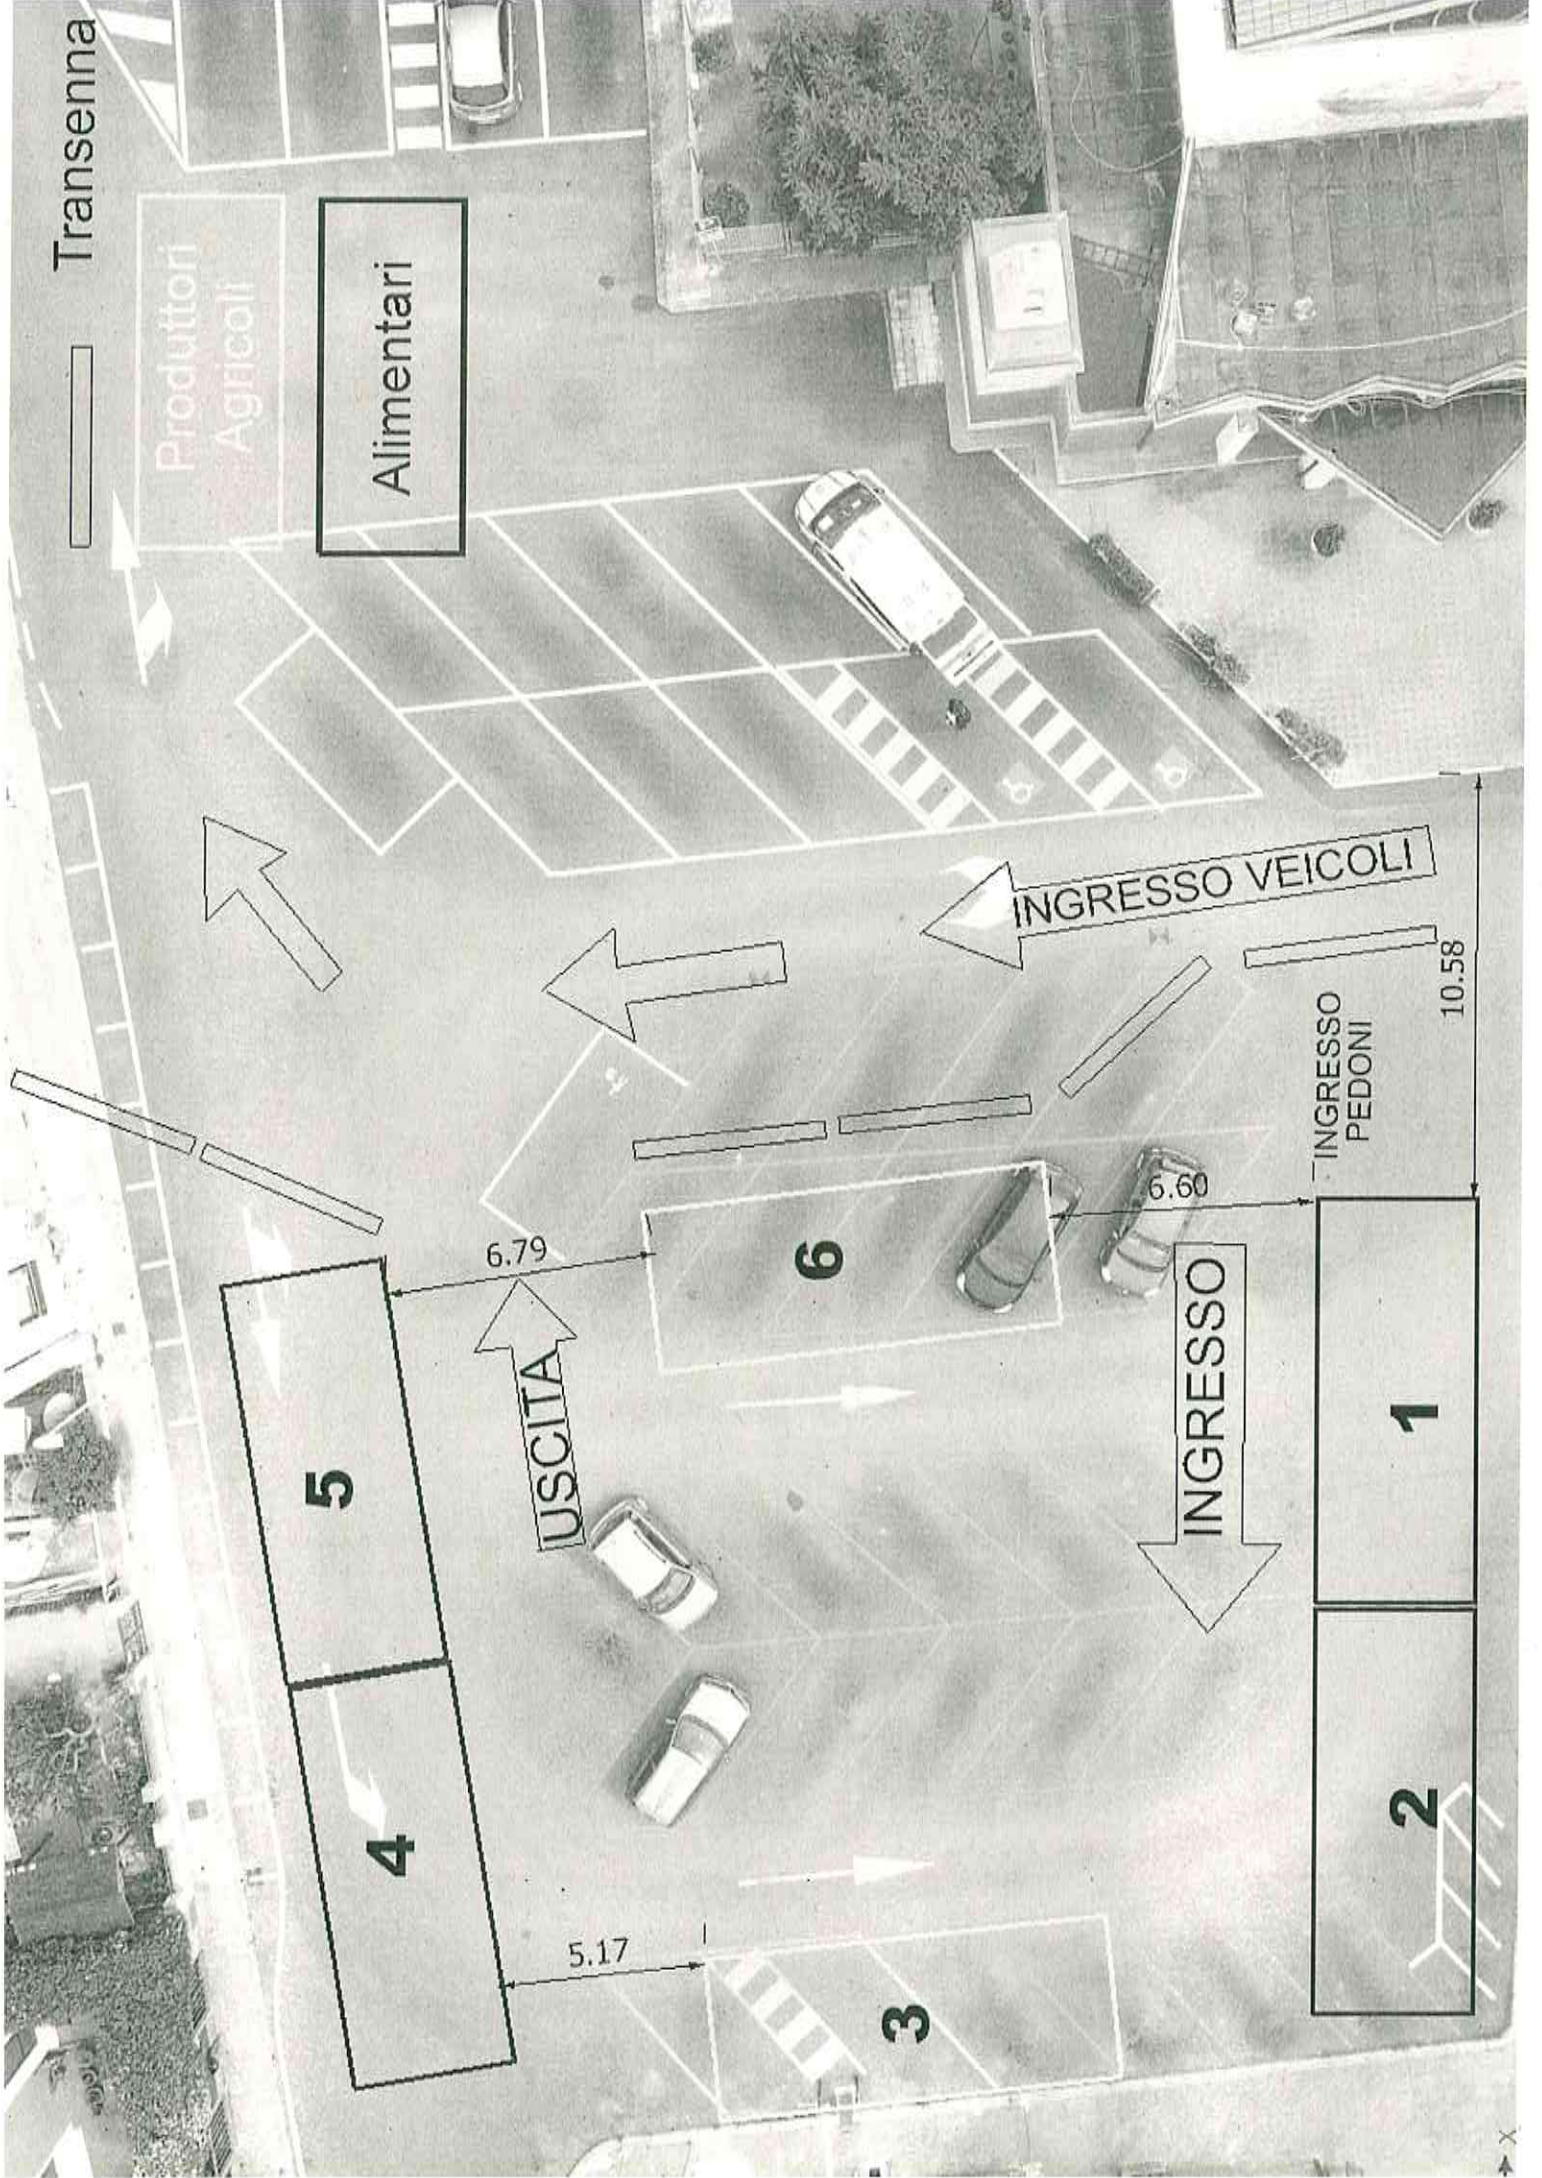 Transenna
Produttori
Agricoli
Alimentari
INGRESSO VEICOLI
10.58
INGRESSO
PEDONI
6.60
6.79
6
USCITA
INGRESSO
5
1
4
2
5.17
3
X